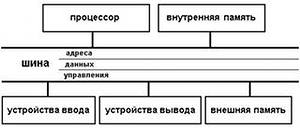 процессор
внутренняя память
шина
адреса
данных
управления
устройства ввода
устройства вывода
внешняя память